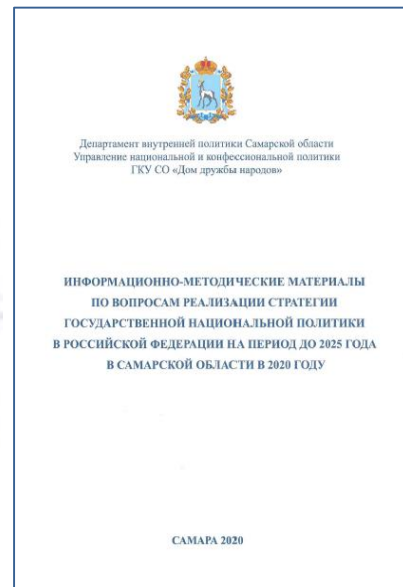 Департамент внутренней политики Самарской области
Управление национальной и конфессиональной политики
ГКУ СО «Дом дружбы народов»
ИНФОРМАЦИОННО-МЕТОДИЧЕСКИЕ МАТЕРИАЛЫ
ПО ВОПРОСАМ РЕАЛИЗАЦИИ СТРАТЕГИИ
ГОСУДАРСТВЕННОЙ НАЦИОНАЛЬНОЙ ПОЛИТИКИ
В РОССИЙСКОЙ ФЕДЕРАЦИИ НА ПЕРИОД ДО 2025 ГОДА
В САМАРСКОЙ ОБЛАСТИ В 2020 ГОДУ
САМАРА 2020